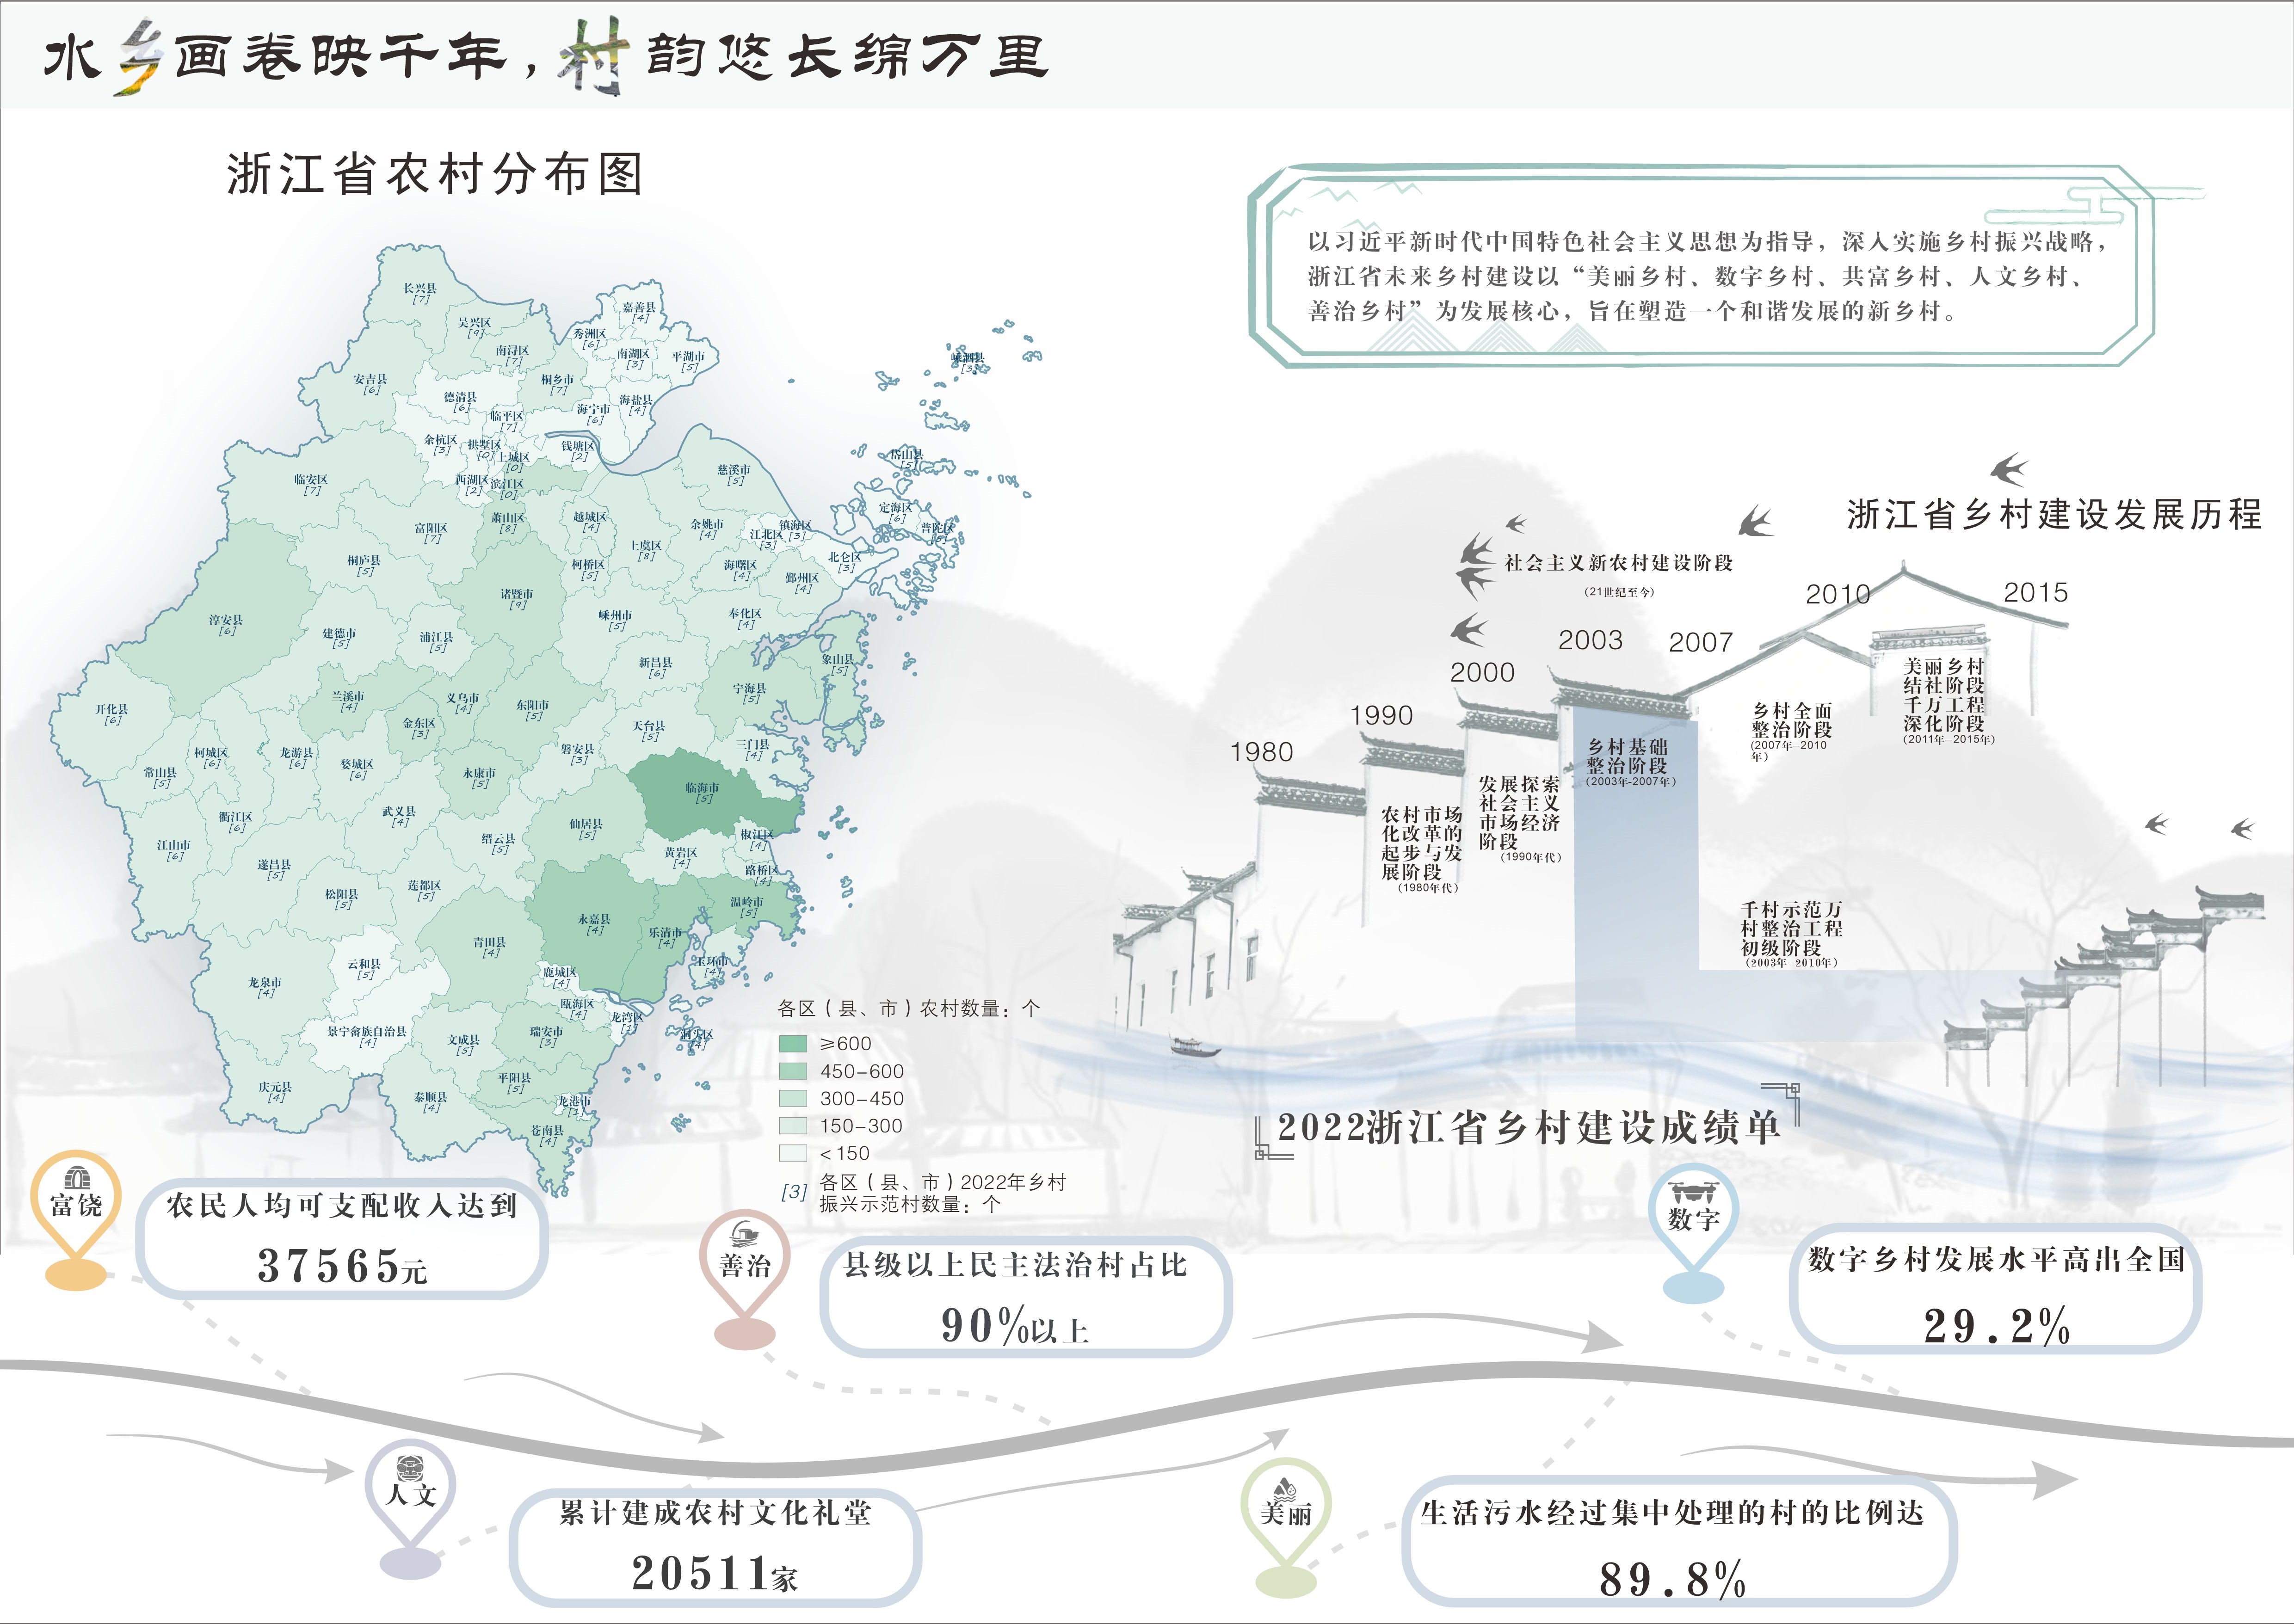 水乡画卷映千年，村韵悠长绵万里
浙江省农村分布图
以习近平新时代中国特色社会主义思想为指导，深入实施乡村振兴战略，
浙江省未来乡村建设以“美丽乡村、数字乡村、共富乡村、人文乡村、
善治乡村”为发展核心，旨在塑造一个和谐发展的新乡村。
长兴县
[7]
吴兴区
[9]
南浔区
[7]
嘉善县
[4]
秀洲区
[6]
南湖区
[3]
平湖市
[5]
安吉县
[6]
桐乡市
[7]
德清县
[6]
临平区
[7]
海宁市
[6]
海盐县
[4]
余杭区
[3]
拱墅区
[0]
上城区
[0]
钱塘区
[2]
西湖区
[2]
滨江区
[0]
临安区
[7]
慈溪市
[5]
嵊泗县
[3]
岱山县
[5]
定海区
[6]
普陀区
富阳区
[7]
萧山区
[8]
越城区
[4]
余姚市
[4]
江北区
[3]
镇海区
[3]
北仑区
[3]
桐庐县
[5]
柯桥区
[5]
上虞区
[8]
海曙区
[4]
鄞州区
[4]
淳安县
[6]
建德市
[5]
浦江县
[5]
诸暨市
[9]
嵊州市
[5]
奉化区
[4]
新昌县
[6]
象山县
[5]
宁海县
[5]
开化县
[6]
兰溪市
[4]
义乌市
[4]
金东区
[3]
东阳市
[5]
天台县
[5]
三门县
[4]
柯城区
[6]
龙游县
[6]
婺城区
[6]
磐安县
[3]
常山县
[5]
永康市
[5]
临海市
[5]
衢江区
[6]
武义县
[4]
缙云县
[5]
仙居县
[5]
椒江区
[4]
江山市
[6]
遂昌县
[5]
黄岩区
[4]
路桥区
[4]
松阳县
[5]
莲都区
[5]
温岭市
[5]
永嘉县
[4]
乐清市
[4]
青田县
[4]
玉环市
[4]
云和县
[5]
鹿城区
[4]
龙泉市
[4]
瓯海区
[4]
龙湾区
[1]
洞头区
[4]
景宁畲族自治县
[4]
文成县
[5]
瑞安市
[3]
庆元县
[4]
泰顺县
[4]
平阳县
[5]
龙港市
[1]
苍南县
[4]
各区（县、市）农村数量：个
≥600
450–600
300–450
150–300
<150
[3] 各区（县、市）2022年乡村
振兴示范村数量：个
浙江省乡村建设发展历程
社会主义新农村建设阶段
（21世纪至今）
1980
1990
2000
2003
2007
2010
2015
农村市场
化改革的
起步与发
展阶段
（1980年代）
发展探索
社会主义
市场经济
阶段
（1990年代）
乡村基础
整治阶段
（2003年-2007年）
乡村全面
整治阶段
（2007年–2010
年）
美丽乡村
结社阶段
千万工程
深化阶段
（2011年–2015年）
千村示范万
村整治工程
初级阶段
（2003年–2010年）
2022浙江省乡村建设成绩单
富饶
农民人均可支配收入达到
37565元
善治
县级以上民主法治村占比
90%以上
数字
数字乡村发展水平高出全国
29.2%
人文
累计建成农村文化礼堂
20511家
美丽
生活污水经过集中处理的村的比例达
89.8%